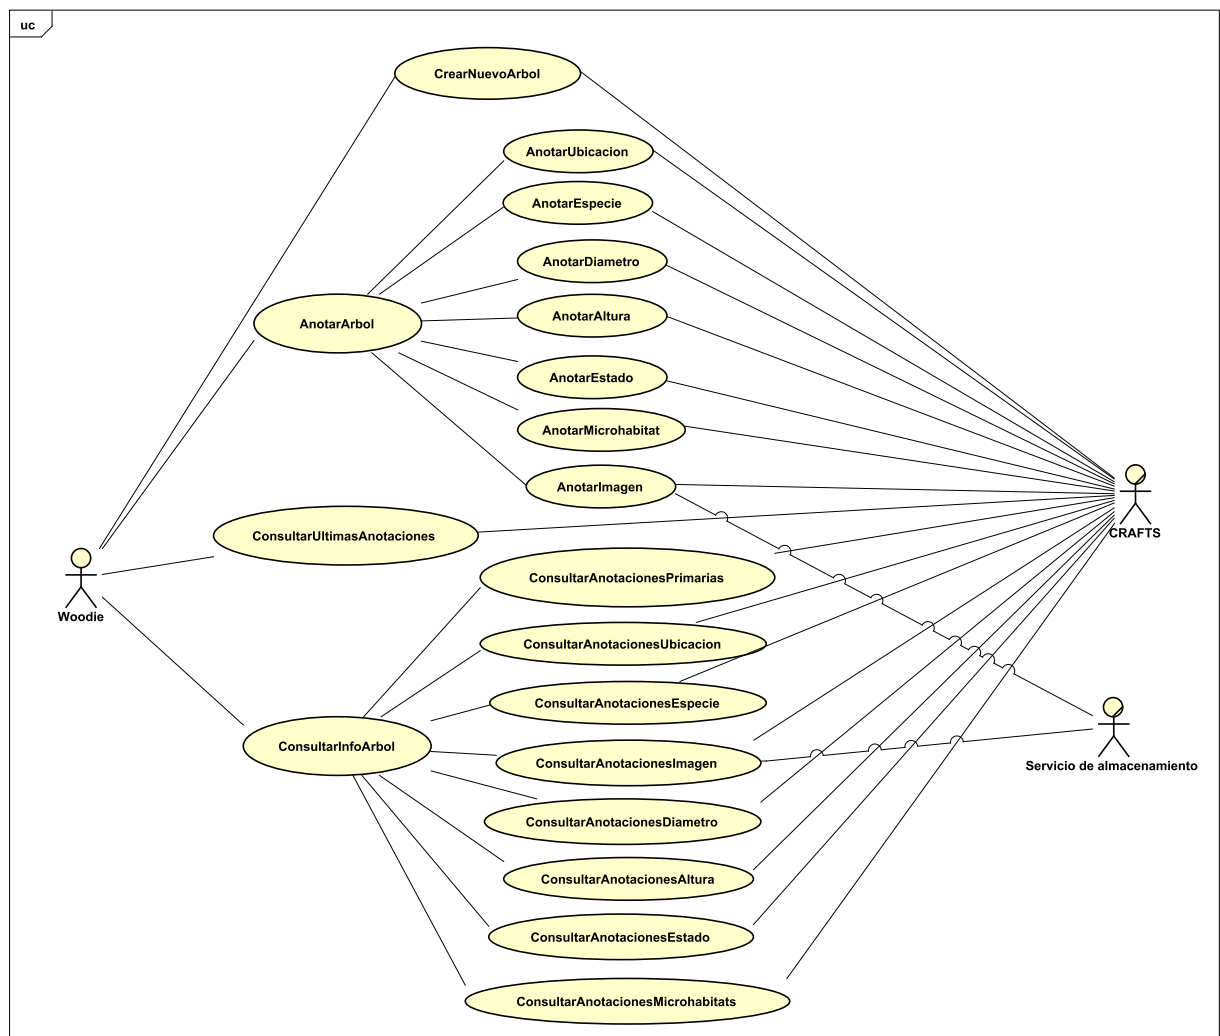 uc
CrearNuevoArbol
AnotarUbicacion
AnotarEspecie
AnotarDiametro
AnotarAltura
AnotarArbol
AnotarEstado
AnotarMicrohabitat
AnotarImagen
ConsultarUltimasAnotaciones
CRAFTS
ConsultarAnotacionesPrimarias
Woodie
ConsultarAnotacionesUbicacion
ConsultarAnotacionesEspecie
ConsultarInfoArbol
ConsultarAnotacionesImagen
Servicio de almacenamiento
ConsultarAnotacionesDiametro
ConsultarAnotacionesAltura
ConsultarAnotacionesEstado
ConsultarAnotacionesMicrohabitats